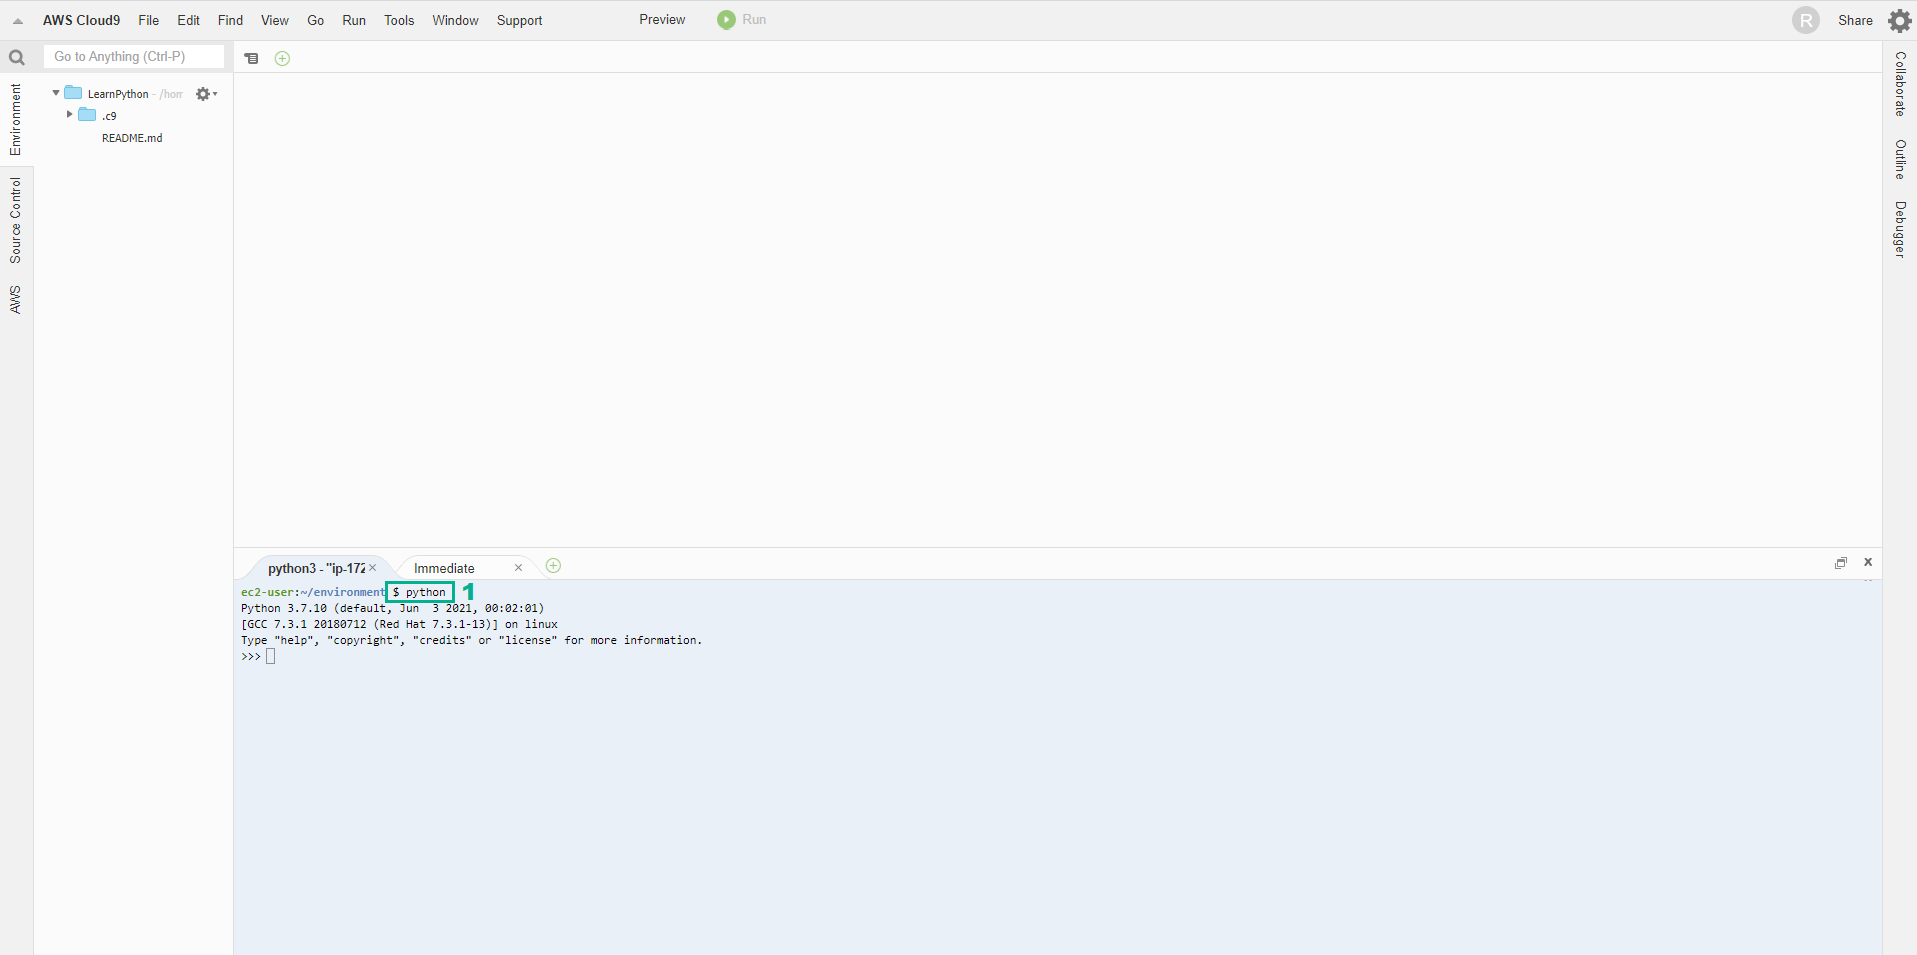 AWS Cloud9 File Edit Find View Go Run Tools Window Support Preview Run R Share
Go to Anything (Ctrl-P)
LearnPython - /hom
.c9
README.md
Environment
Source Control
AWS
Collaborate
Outline
Debugger
python3 - "ip-172 × Immediate ×
ec2-user:~/environment $ python 1
Python 3.7.10 (default, Jun  3 2021, 00:02:01)
[GCC 7.3.1 20180712 (Red Hat 7.3.1-13)] on linux
Type "help", "copyright", "credits" or "license" for more information.
>>>